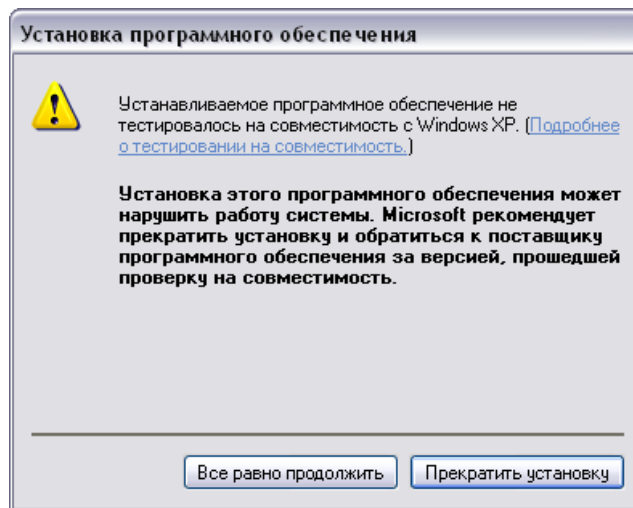 Установка программного обеспечения
Устанавливаемое программное обеспечение не
тестировалось на совместимость с Windows XP. (Подробнее
о тестировании на совместимость.)
Установка этого программного обеспечения может
нарушить работу системы. Microsoft рекомендует
прекратить установку и обратиться к поставщику
программного обеспечения за версией, прошедшей
проверку на совместимость.
Все равно продолжить Прекратить установку